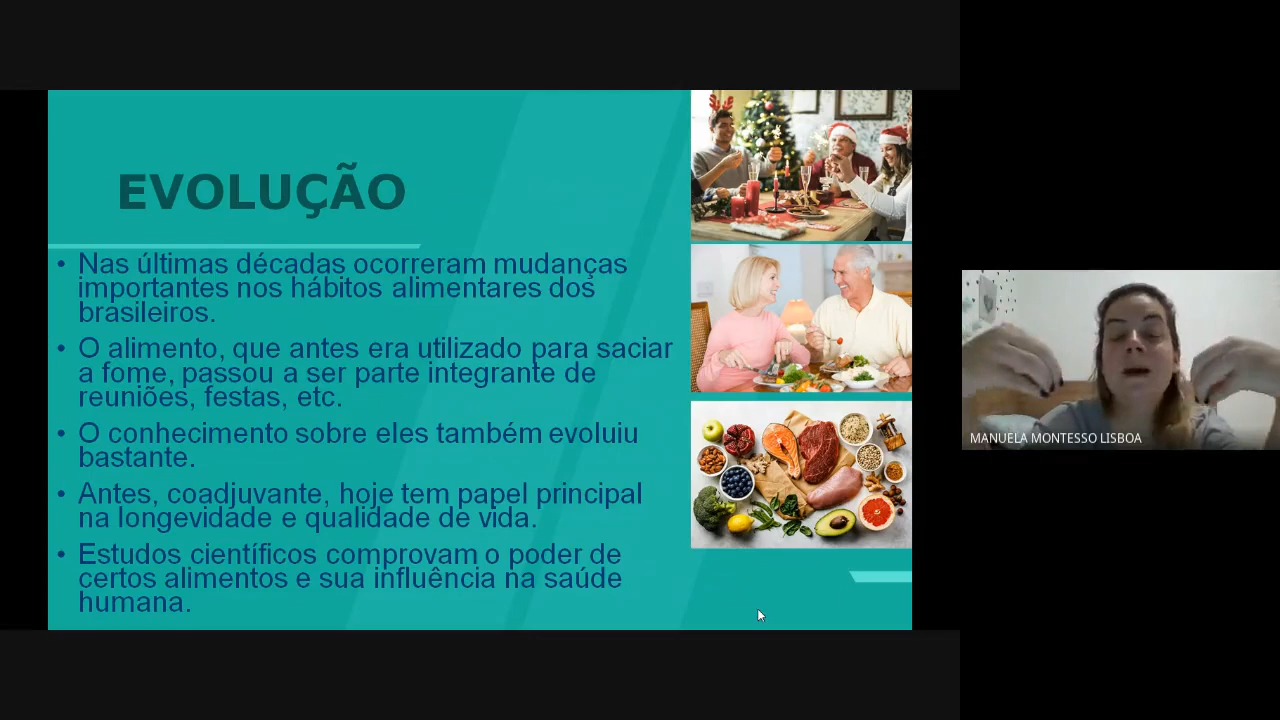 EVOLUÇÃO
• Nas últimas décadas ocorreram mudanças
importantes nos hábitos alimentares dos
brasileiros.
• O alimento, que antes era utilizado para saciar
a fome, passou a ser parte integrante de
reuniões, festas, etc.
• O conhecimento sobre eles também evoluiu
bastante.
• Antes, coadjuvante, hoje tem papel principal
na longevidade e qualidade de vida.
• Estudos científicos comprovam o poder de
certos alimentos e sua influência na saúde
humana.
MANUELA MONTESSO LISBOA